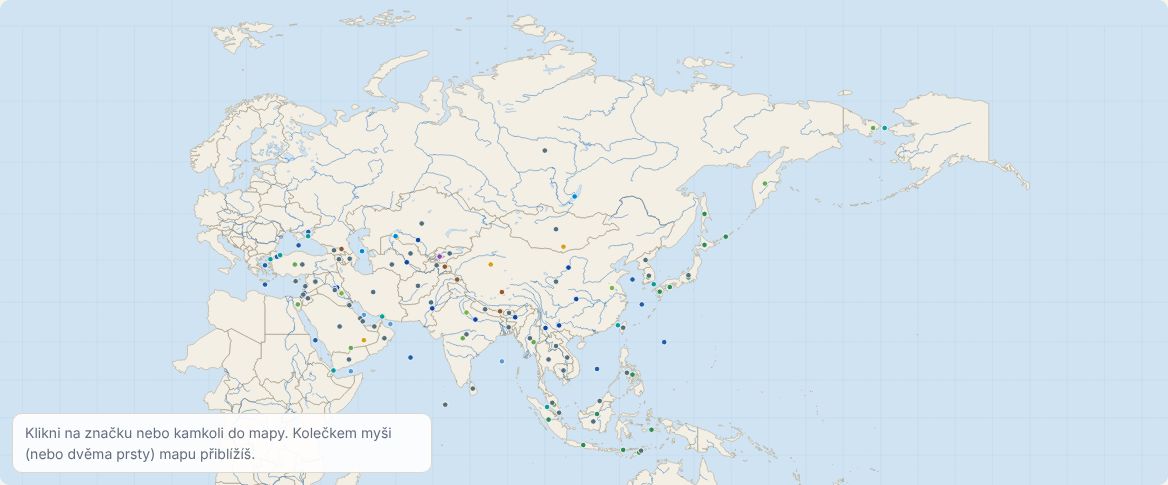 Klikni na značku nebo kamkoli do mapy. Kolečkem myši
(nebo dvěma prsty) mapu přiblížíš.